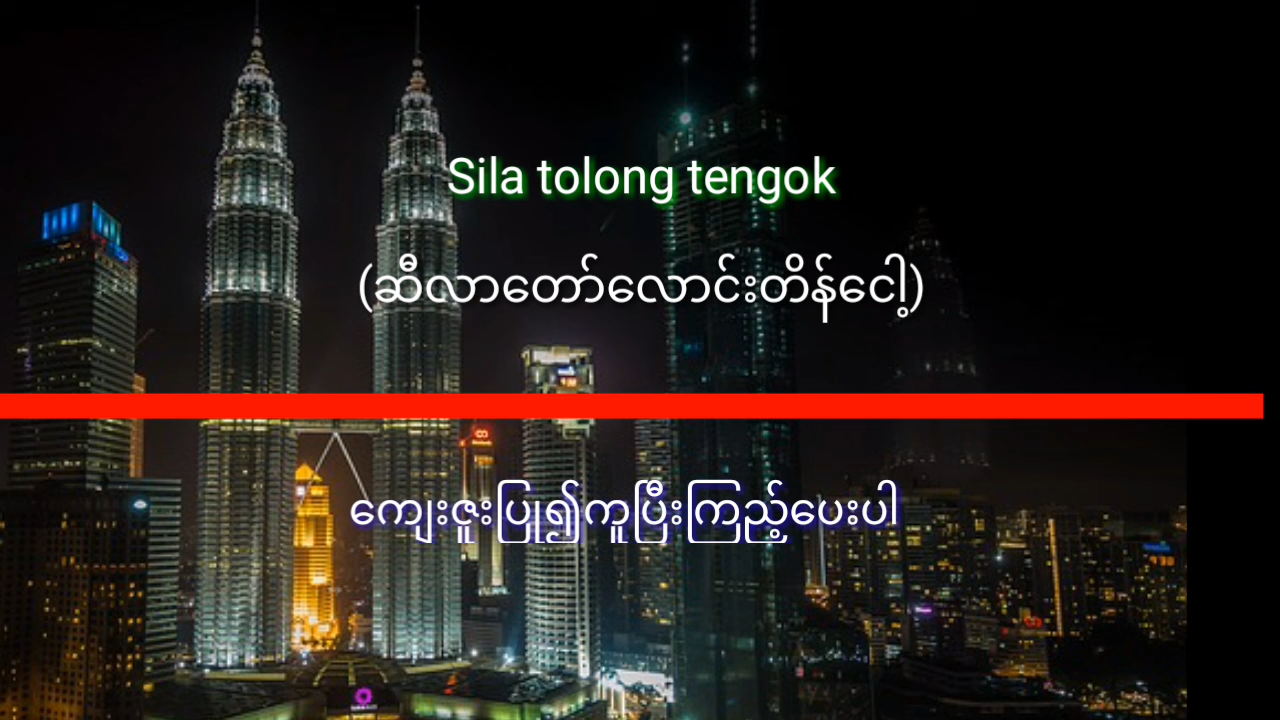 Sila tolong tengok
(ဆီလာတော်လောင်းတိန်ငေါ့)
ကျေးဇူးပြု၍ကူပြီးကြည့်ပေးပါ